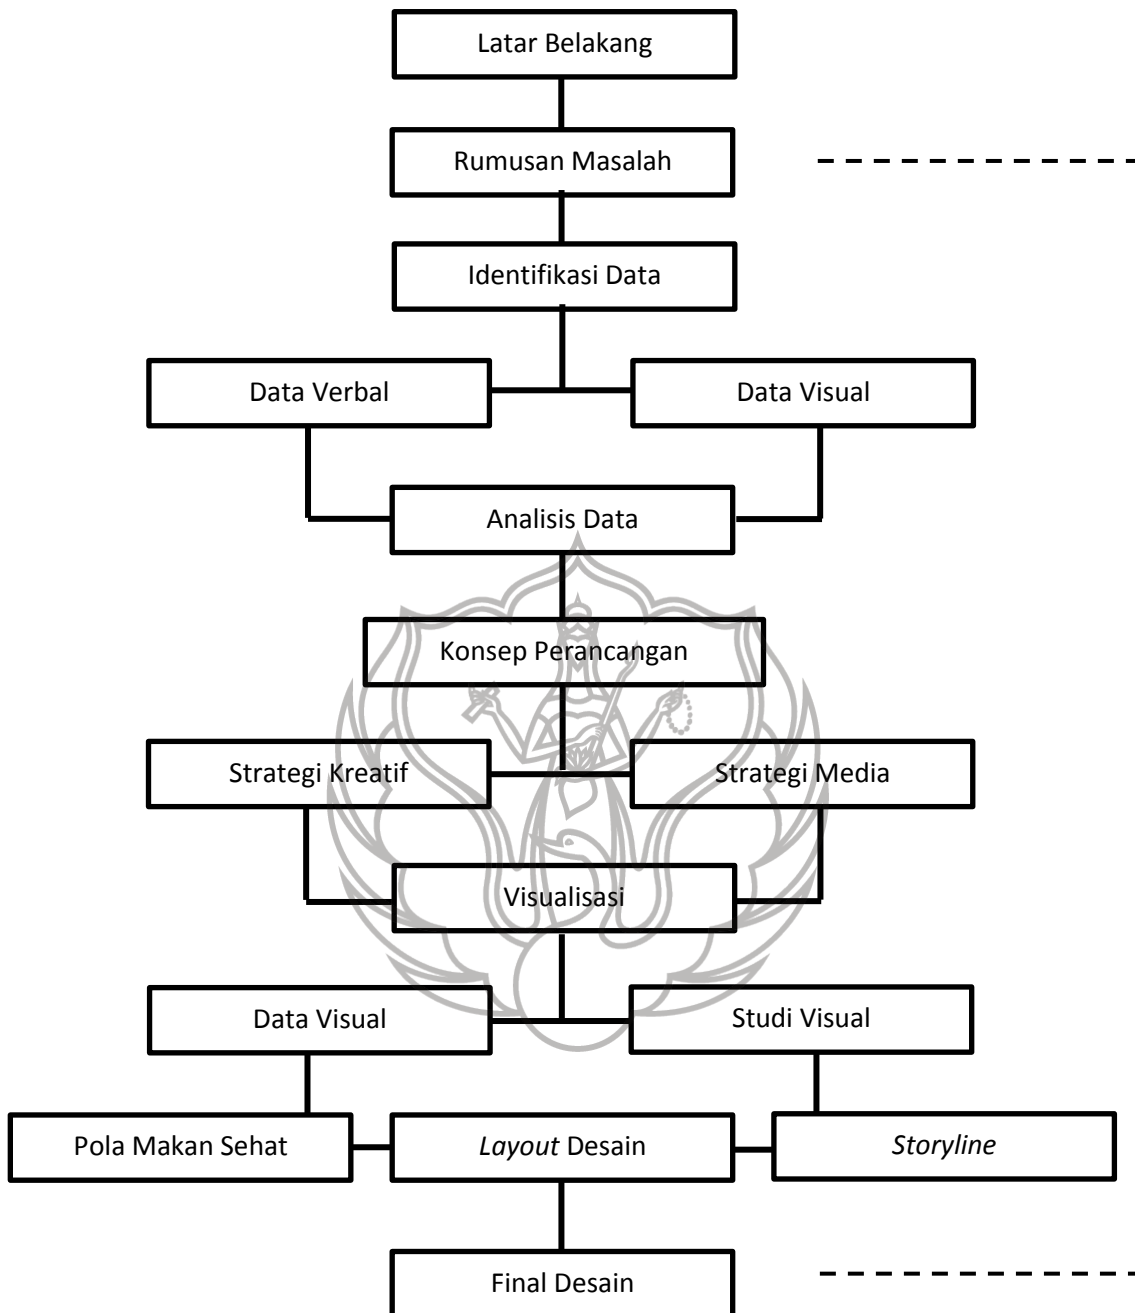 Latar Belakang
Rumusan Masalah
Identifikasi Data
Data Verbal
Data Visual
Analisis Data
Konsep Perancangan
Strategi Kreatif
Strategi Media
Visualisasi
Data Visual
Studi Visual
Pola Makan Sehat
Layout Desain
Storyline
Final Desain